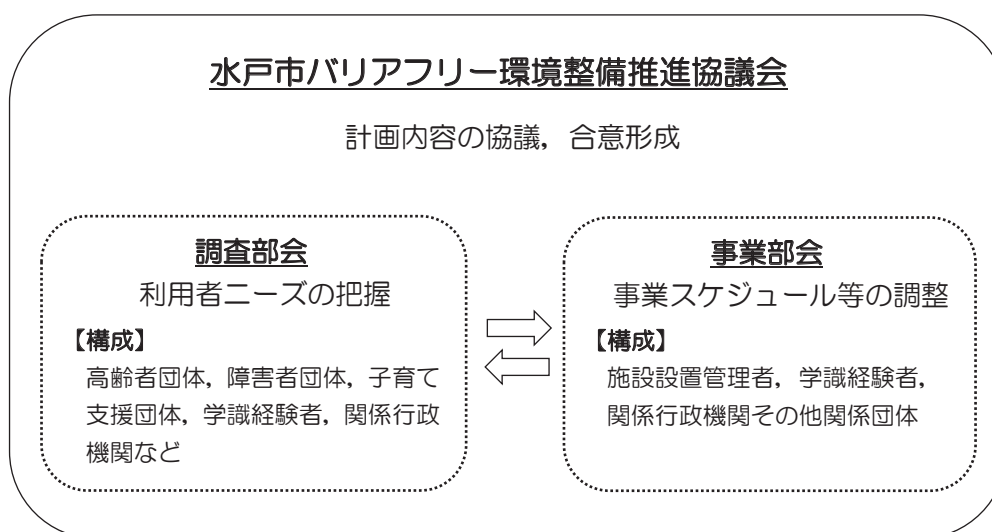 水戸市バリアフリー環境整備推進協議会
計画内容の協議，合意形成
調査部会
利用者ニーズの把握
【構成】
高齢者団体，障害者団体，子育て
支援団体，学識経験者，関係行政
機関など
事業部会
事業スケジュール等の調整
【構成】
施設設置管理者，学識経験者，
関係行政機関その他関係団体